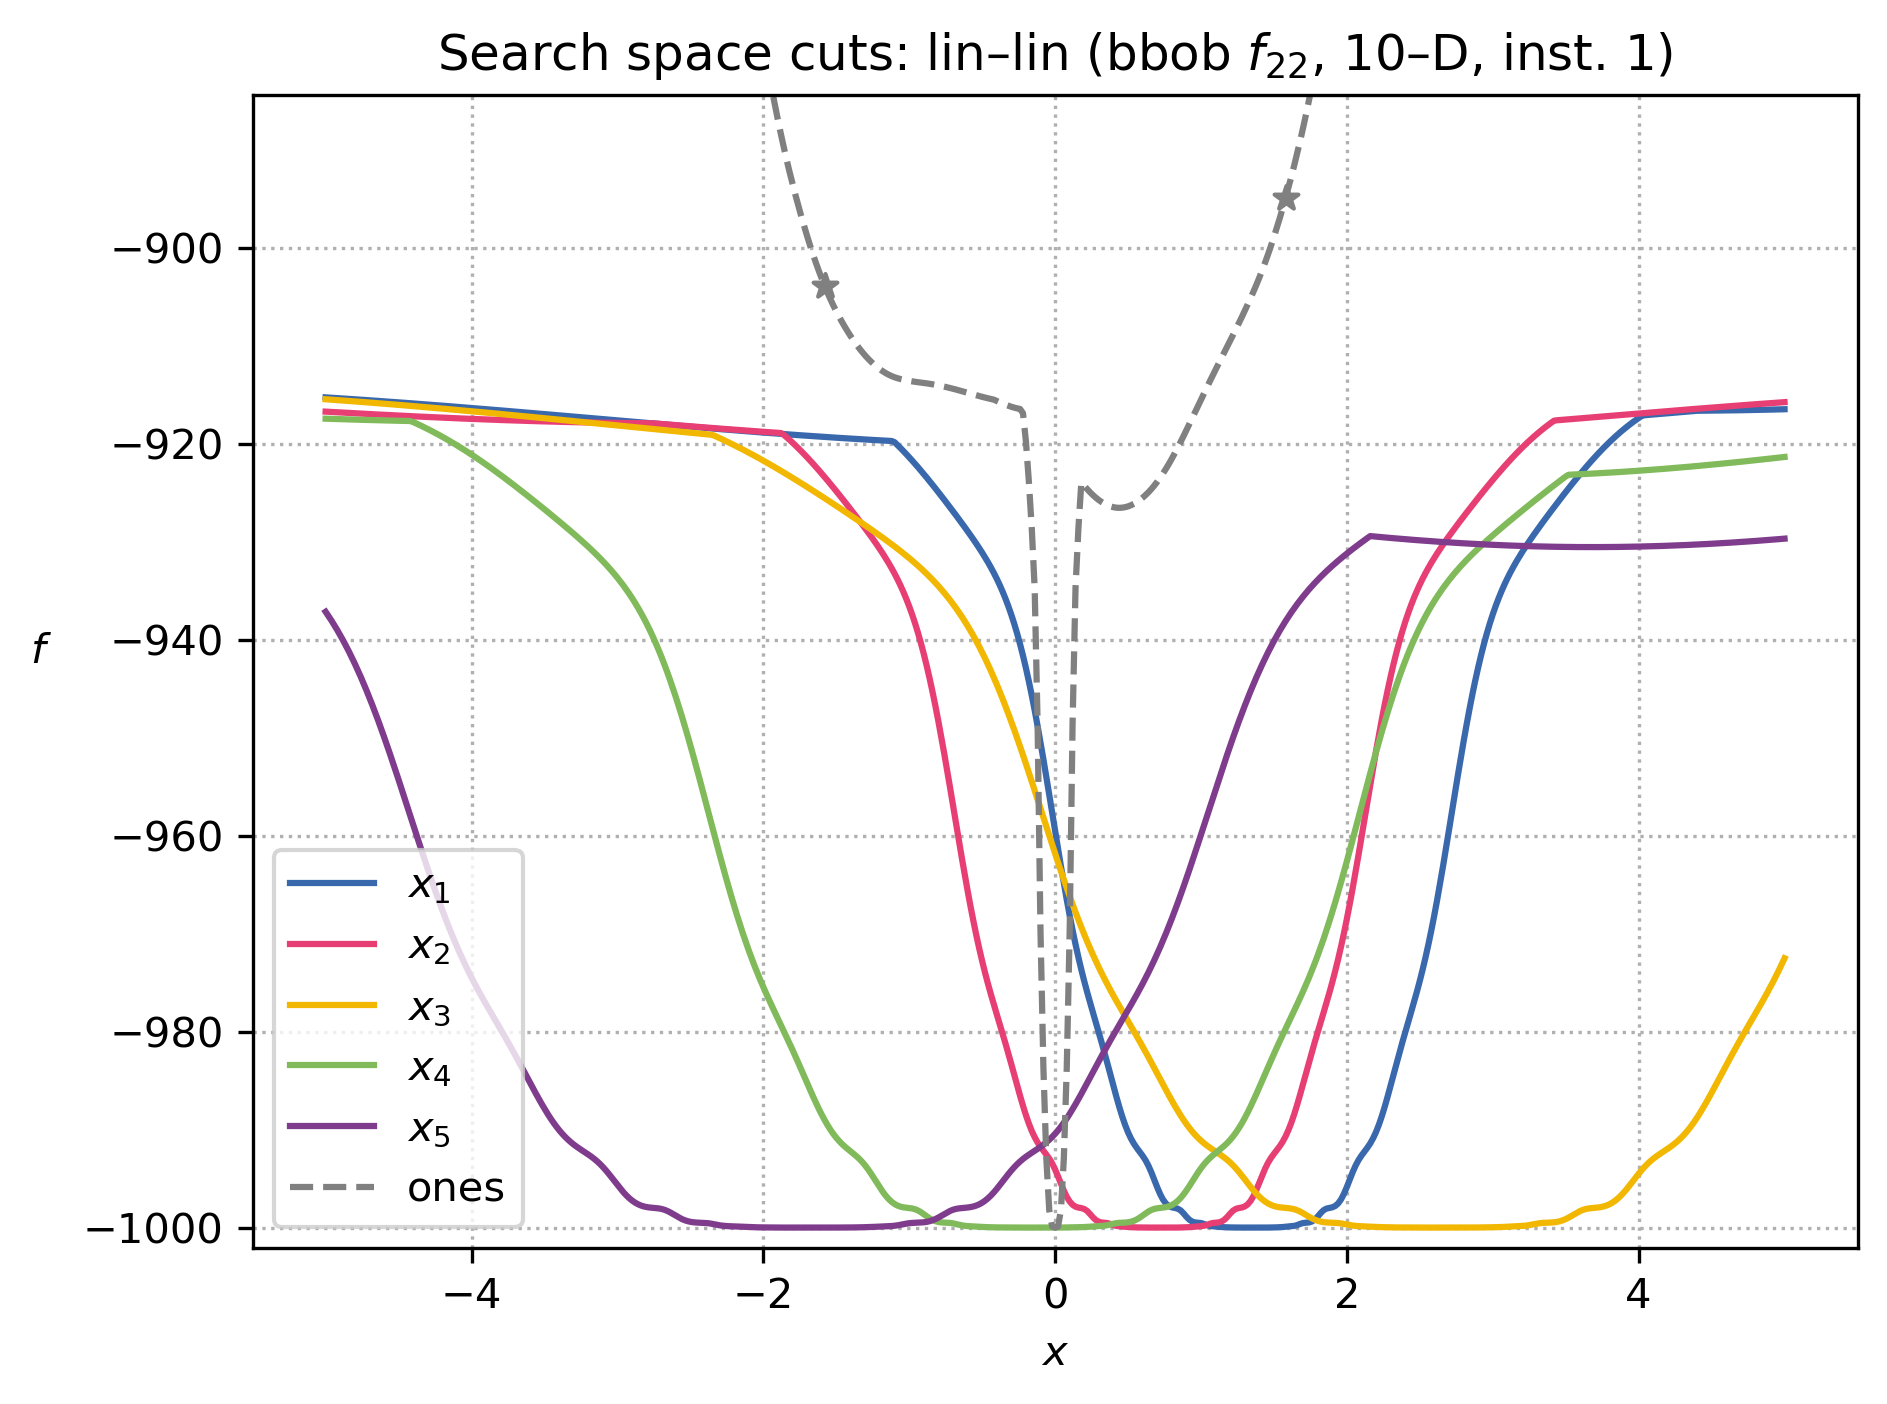 Search space cuts: lin–lin (bbob f₂₂, 10–D, inst. 1)
−900
−920
−940
f
−960
−980
−1000
x₁
x₂
x₃
x₄
x₅
ones
−4
−2
0
2
4
x